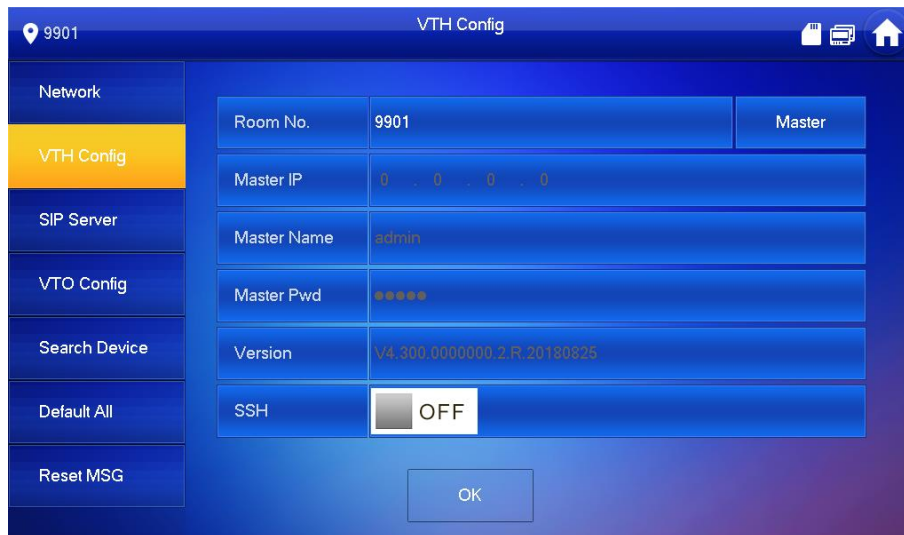 9901
VTH Config
Network
VTH Config
SIP Server
VTO Config
Search Device
Default All
Reset MSG
Room No. 9901 Master
Master IP 0 . 0 . 0 . 0
Master Name admin
Master Pwd ●●●●●
Version V4.300.0000000.2.R.20180825
SSH OFF
OK